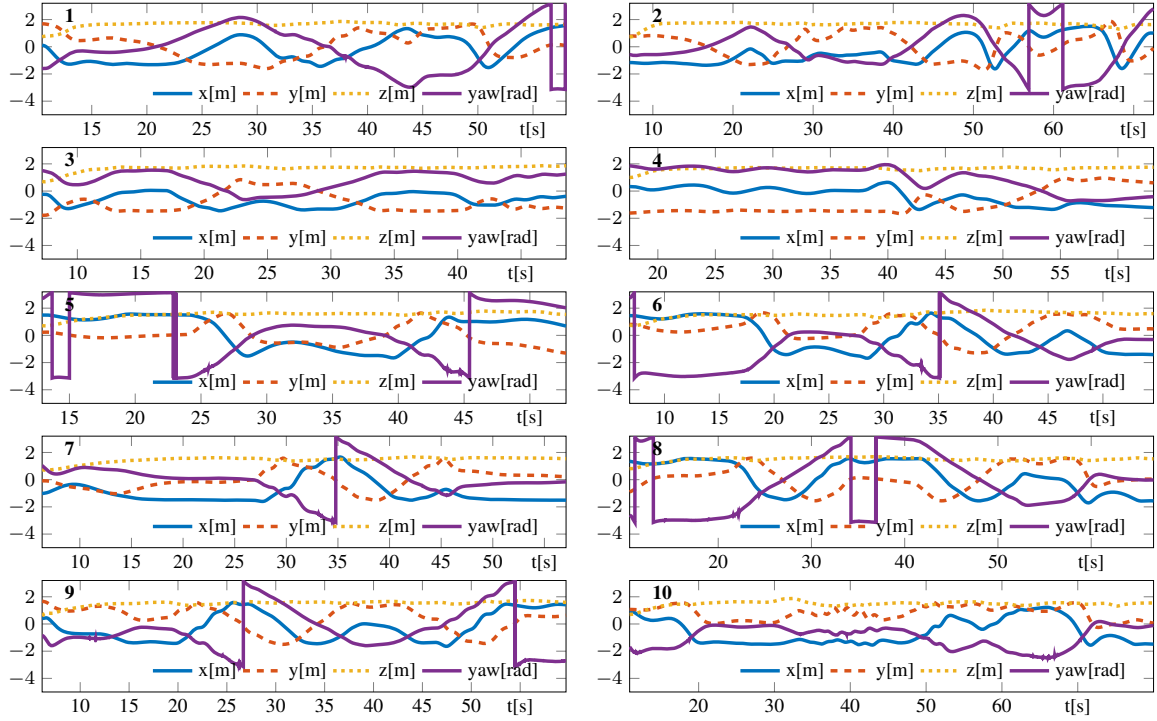 2
0
−2
−4
1
x[m] y[m] z[m] yaw[rad]
15 20 25 30 35 40 45 50 t[s]
2
0
−2
−4
2
x[m] y[m] z[m] yaw[rad]
10 20 30 40 50 60 t[s]
2
0
−2
−4
3
x[m] y[m] z[m] yaw[rad]
10 15 20 25 30 35 40 t[s]
2
0
−2
−4
4
x[m] y[m] z[m] yaw[rad]
20 25 30 35 40 45 50 55 t[s]
2
0
−2
−4
5
x[m] y[m] z[m] yaw[rad]
15 20 25 30 35 40 45 t[s]
2
0
−2
−4
6
x[m] y[m] z[m] yaw[rad]
10 15 20 25 30 35 40 45 t[s]
2
0
−2
−4
7
x[m] y[m] z[m] yaw[rad]
10 15 20 25 30 35 40 45 50 t[s]
2
0
−2
−4
8
x[m] y[m] z[m] yaw[rad]
20 30 40 50 t[s]
2
0
−2
−4
9
x[m] y[m] z[m] yaw[rad]
10 15 20 25 30 35 40 45 50 t[s]
2
0
−2
−4
10
x[m] y[m] z[m] yaw[rad]
20 30 40 50 60 t[s]